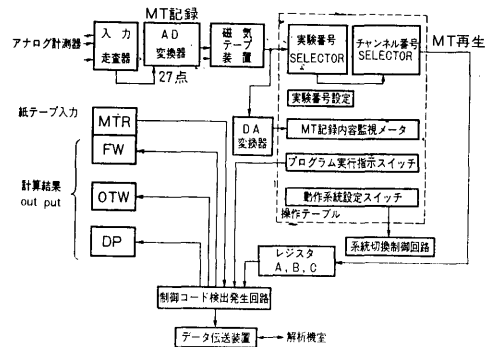 MT記録
アナログ計測器
入力
走査器
AD
変換器
27点
磁気
テープ
装置
実験番号
SELECTOR
チャンネル番号
SELECTOR
MT再生
実験番号設定
DA
変換器
MT記録内容監視メータ
プログラム実行指示スイッチ
動作系統設定スイッチ
操作テーブル
系統切換制御回路
紙テープ入力
MTR
FW
計算結果
out put
OTW
DP
レジスタ
A,B,C
制御コード検出発生回路
データ伝送装置
解析機室